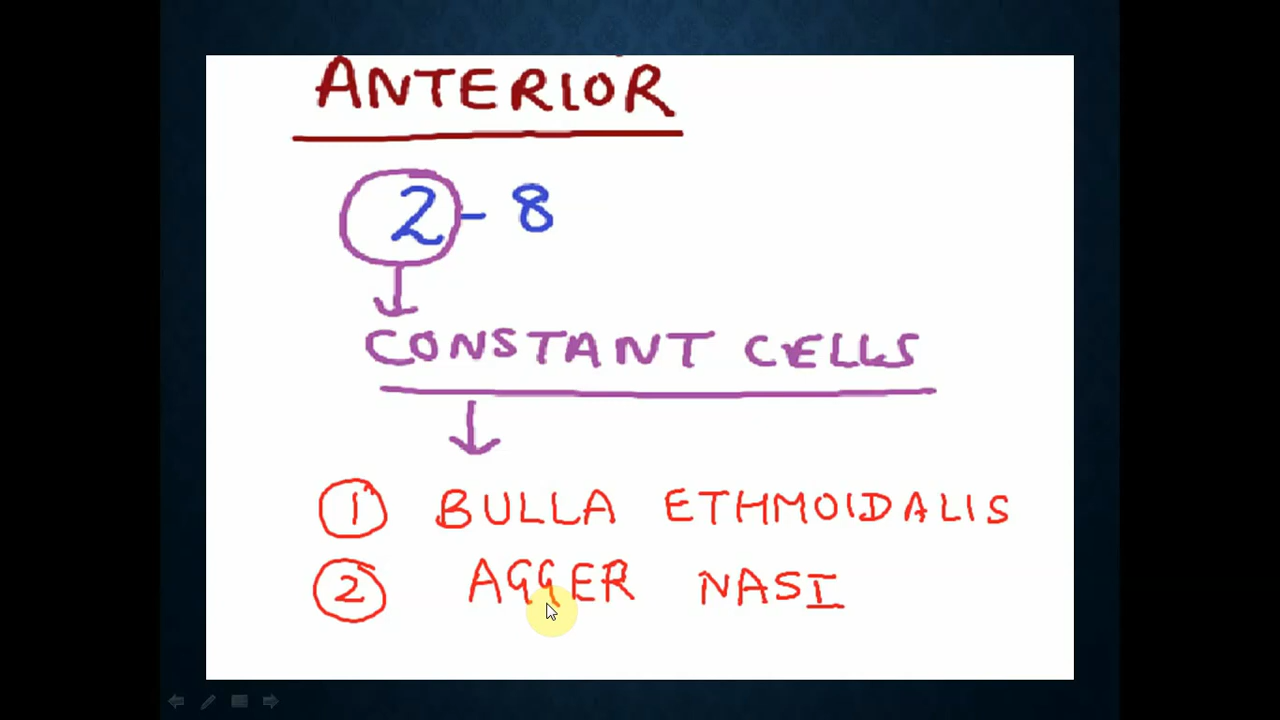 ANTERIOR
2 - 8
CONSTANT CELLS
1 BULLA ETHMOIDALIS
2 AGGER NASI